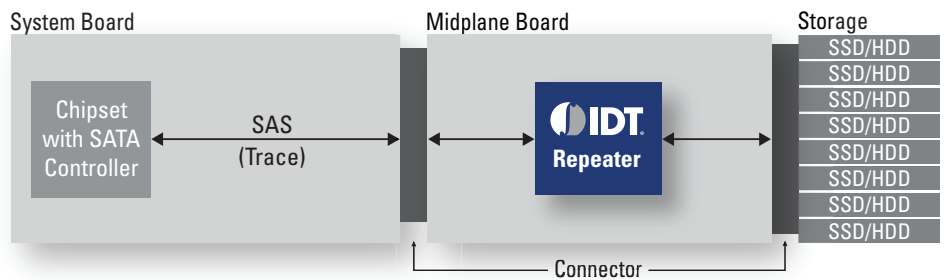 System Board
Midplane Board
Storage
Chipset
with SATA
Controller
SAS
(Trace)
IDT.
Repeater
SSD/HDD
SSD/HDD
SSD/HDD
SSD/HDD
SSD/HDD
SSD/HDD
SSD/HDD
SSD/HDD
Connector